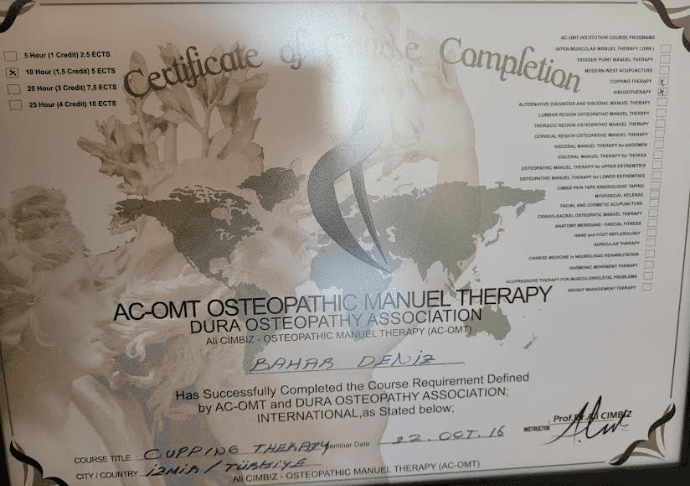 Certificate of Course Completion
5 Hour (1 Credit) 2,5 ECTS
10 Hour (1,5 Credit) 5 ECTS
20 Hour (3 Credit) 7,5 ECTS
25 Hour (4 Credit) 10 ECTS
AC-OMT INSTITUTION COURSE PROGRAMS
INTRA-MUSCULAR MANUEL THERAPY (DRN)
TRIGGER POINT MANUEL THERAPY
MODERN WEST ACUPUNCTURE
CUPPING THERAPY
HIRUDOTHERAPY
ALTERNATIVE DIAGNOSE AND VISCERAL MANUEL THERAPY
LUMBAR REGION OSTEOPATHIC MANUEL THERAPY
THORACIC REGION OSTEOPATHIC MANUEL THERAPY
CERVICAL REGION OSTEOPATHIC MANUEL THERAPY
VISCERAL MANUEL THERAPY for ABDOMEN
VISCERAL MANUEL THERAPY for THORAX
OSTEOPATHIC MANUEL THERAPY for UPPER EXTREMITIES
OSTEOPATHIC MANUEL THERAPY for LOWER EXTREMITIES
CIMBIZ PAIN TAPE KINESIOLOGIC TAPING
MYOFASCIAL RELEASE
FACIAL AND COSMETIC ACUPUNCTURE
CRANIO-SACRAL OSTEOPATIC MANUEL THERAPY
ANATOMY MERIDIANS - FASCIAL FITNESS
HAND and FOOT REFLEXOLOGY
AURICULAR THERAPY
CHINESE MEDICINE in NEUROLOGIC REHABILITATION
HARMONIC MOVEMENT THERAPY
ACUPRESSURE THERAPY FOR MUSCOLOSKELETAL PROBLEMS
WEIGHT MANAGEMENT THERAPY
AC-OMT OSTEOPATHIC MANUEL THERAPY
DURA OSTEOPATHY ASSOCIATION
Ali CIMBIZ - OSTEOPATHIC MANUEL THERAPY (AC-OMT)
BAHAR DENİZ
Has Successfully Completed the Course Requirement Defined
by AC-OMT and DURA OSTEOPATHY ASSOCIATION;
INTERNATIONAL,as Stated below;
COURSE TITLE: CUPPING THERAPY Seminar Date 22. OCT. 16
INSTRUCTOR Prof.Dr.Ali CIMBIZ
CITY / COUNTRY: İZMİR / TÜRKİYE
Ali CIMBIZ - OSTEOPATHIC MANUEL THERAPY (AC-OMT)